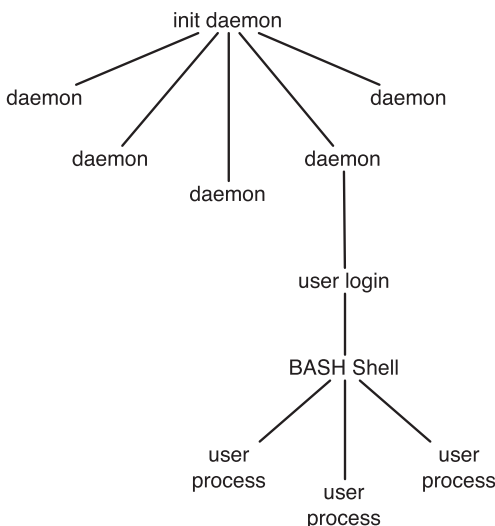 init daemon
daemon
daemon
daemon
daemon
daemon
user login
BASH Shell
user
process
user
process
user
process